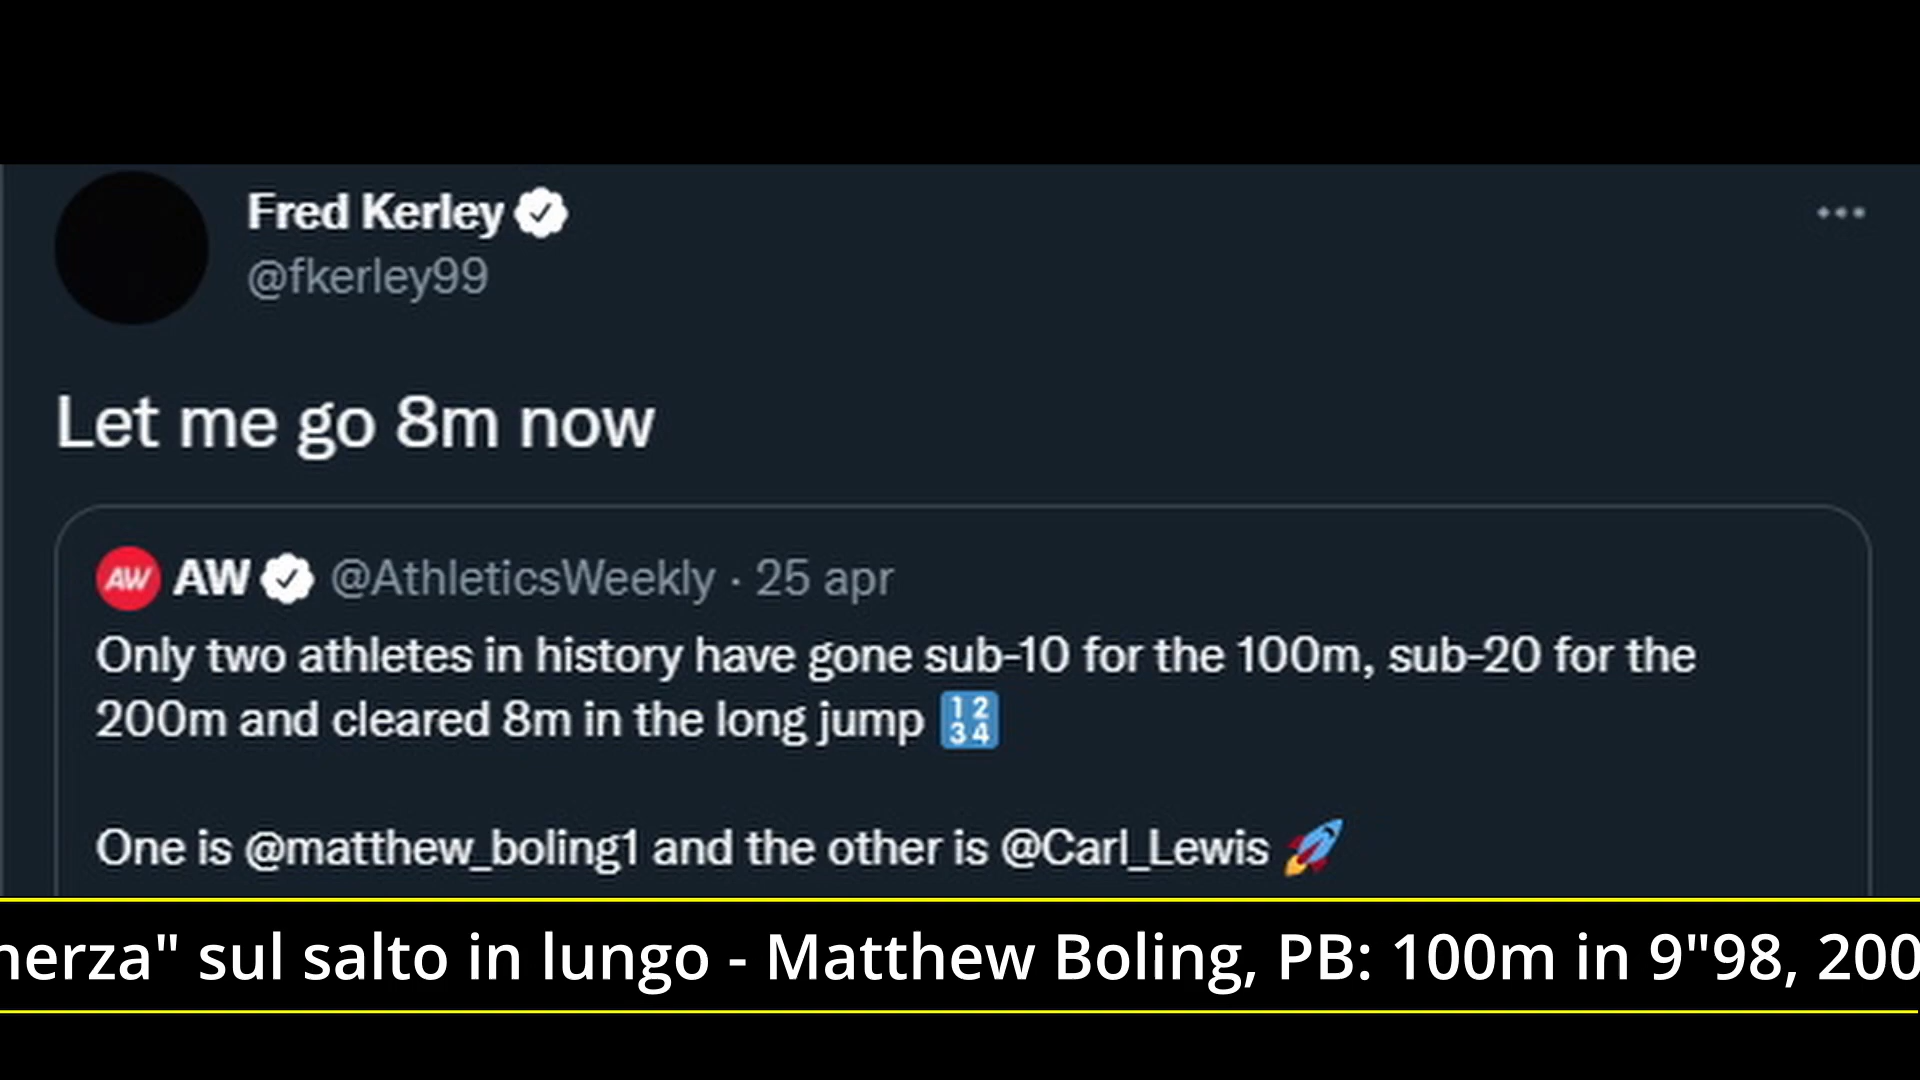 Fred Kerley
@fkerley99
Let me go 8m now
AW AW @AthleticsWeekly · 25 apr
Only two athletes in history have gone sub-10 for the 100m, sub-20 for the
200m and cleared 8m in the long jump 🔢
One is @matthew_boling1 and the other is @Carl_Lewis 🚀
herza" sul salto in lungo - Matthew Boling, PB: 100m in 9"98, 200